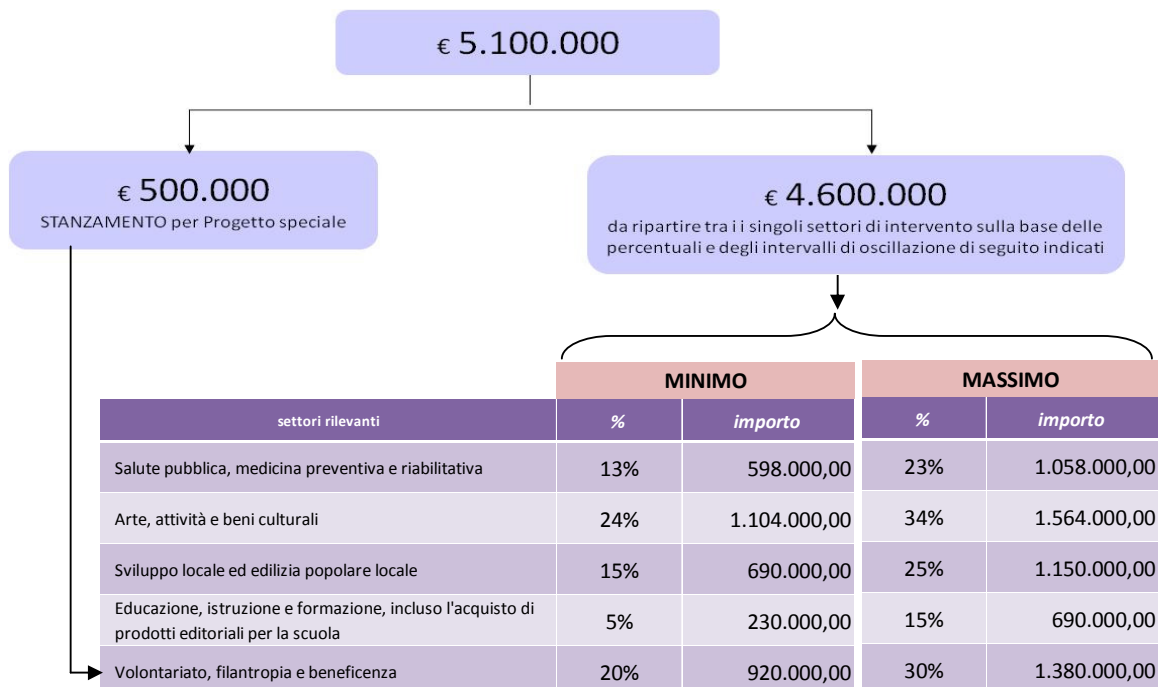 € 5.100.000
€ 500.000
STANZAMENTO per Progetto speciale
€ 4.600.000
da ripartire tra i i singoli settori di intervento sulla base delle
percentuali e degli intervalli di oscillazione di seguito indicati
MINIMO MASSIMO
settori rilevanti % importo % importo
Salute pubblica, medicina preventiva e riabilitativa 13% 598.000,00 23% 1.058.000,00
Arte, attività e beni culturali 24% 1.104.000,00 34% 1.564.000,00
Sviluppo locale ed edilizia popolare locale 15% 690.000,00 25% 1.150.000,00
Educazione, istruzione e formazione, incluso l'acquisto di
prodotti editoriali per la scuola 5% 230.000,00 15% 690.000,00
Volontariato, filantropia e beneficenza 20% 920.000,00 30% 1.380.000,00